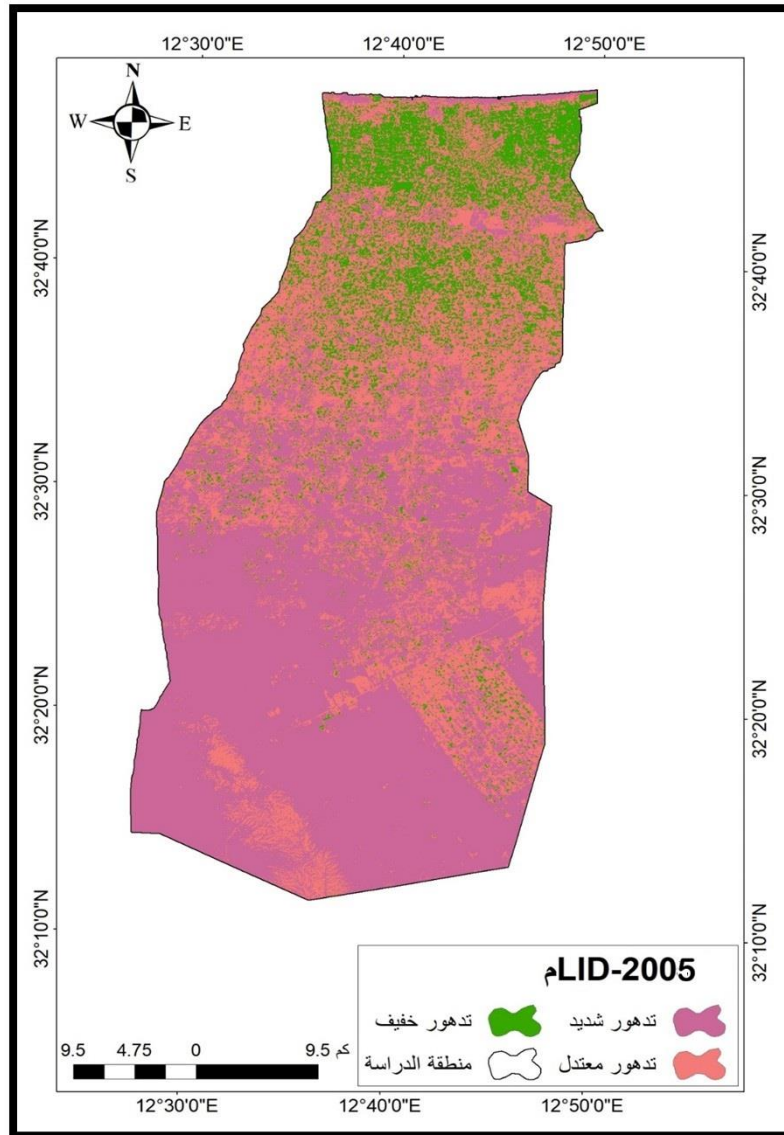 12°30'0"E 12°40'0"E 12°50'0"E
N
W E
S
32°40'0"N 32°40'0"N
32°30'0"N 32°30'0"N
32°20'0"N 32°20'0"N
32°10'0"N 32°10'0"N
LID-2005م
تدهور شديد تدهور خفيف
تدهور معتدل منطقة الدراسة
9.5 4.75 0 9.5 كم
12°30'0"E 12°40'0"E 12°50'0"E